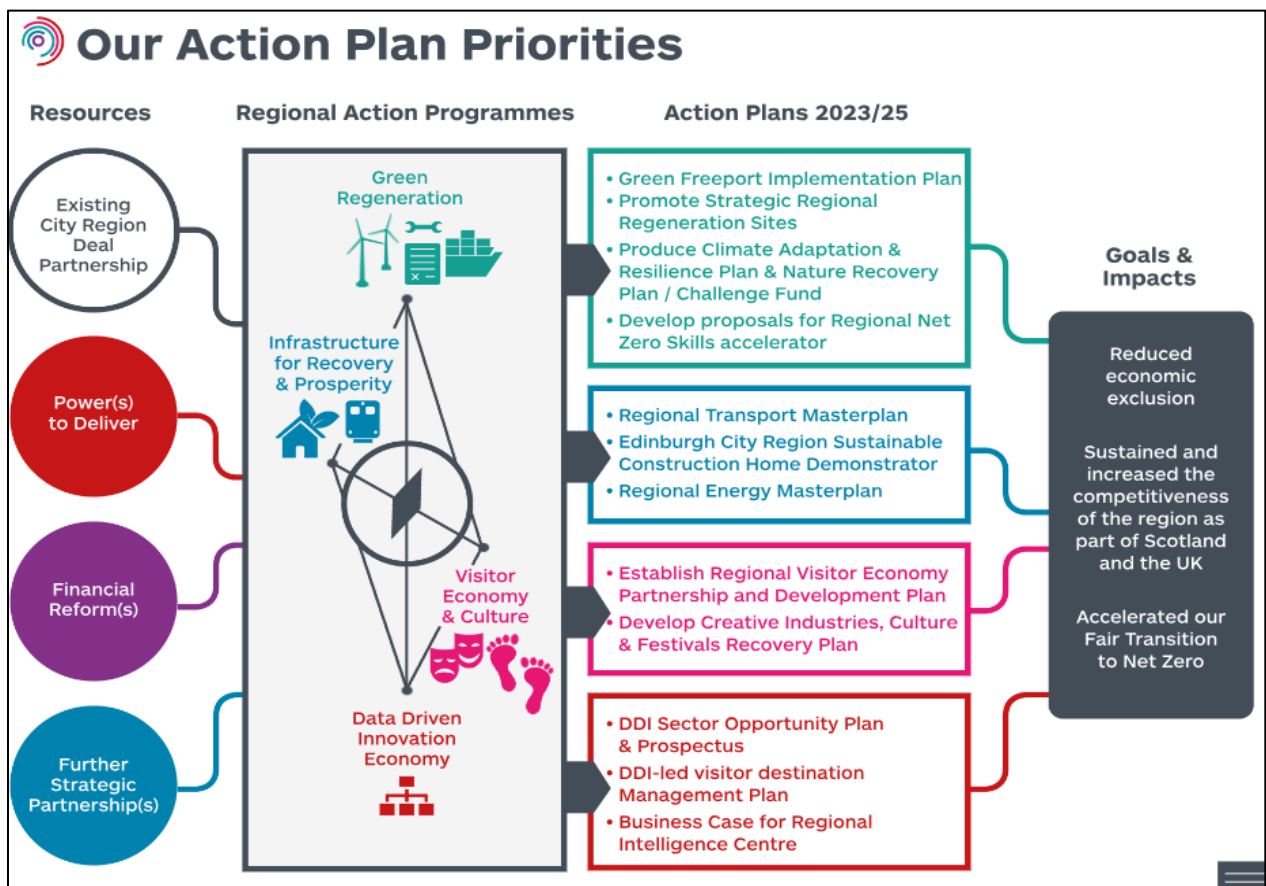 Our Action Plan Priorities
Resources
Existing
City Region
Deal
Partnership
Power(s)
to Deliver
Financial
Reform(s)
Further
Strategic
Partnership(s)
Regional Action Programmes
Green
Regeneration
Infrastructure
for Recovery
& Prosperity
Visitor
Economy
& Culture
Data Driven
Innovation
Economy
Action Plans 2023/25
• Green Freeport Implementation Plan
• Promote Strategic Regional
Regeneration Sites
• Produce Climate Adaptation &
Resilience Plan & Nature Recovery
Plan / Challenge Fund
• Develop proposals for Regional Net
Zero Skills accelerator
• Regional Transport Masterplan
• Edinburgh City Region Sustainable
Construction Home Demonstrator
• Regional Energy Masterplan
• Establish Regional Visitor Economy
Partnership and Development Plan
• Develop Creative Industries, Culture
& Festivals Recovery Plan
• DDI Sector Opportunity Plan
& Prospectus
• DDI-led visitor destination
Management Plan
• Business Case for Regional
Intelligence Centre
Goals &
Impacts
Reduced
economic
exclusion
Sustained and
increased the
competitiveness
of the region as
part of Scotland
and the UK
Accelerated our
Fair Transition
to Net Zero